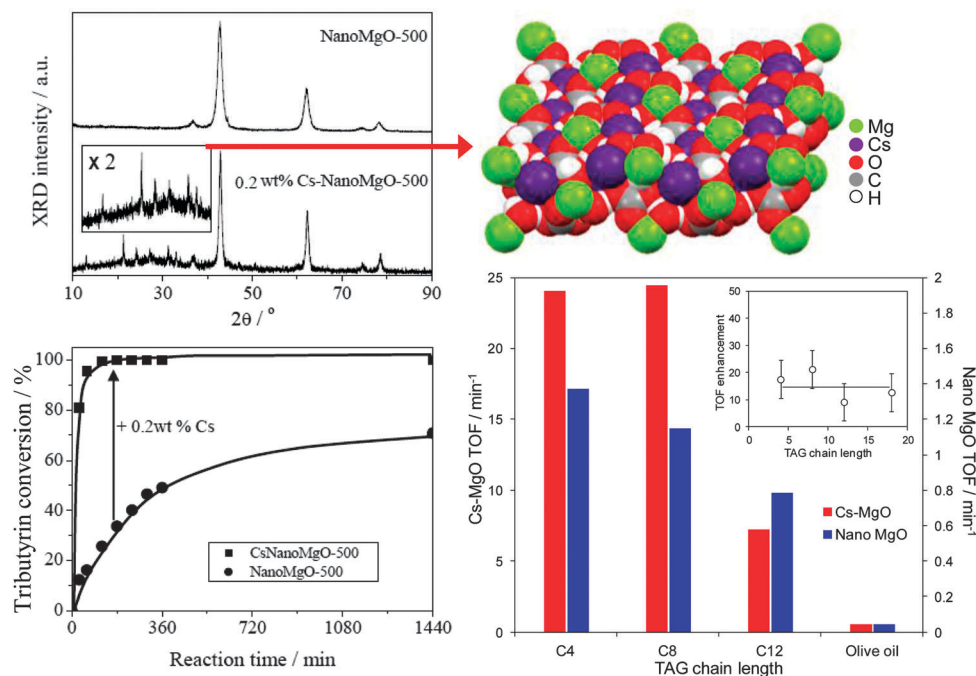 NanoMgO-500
x 2
0.2 wt% Cs-NanoMgO-500
XRD intensity / a.u.
10 30 50 70 90
2θ / °
Mg
Cs
O
C
H
100
80
60
40
20
0
+ 0.2wt % Cs
CsNanoMgO-500
NanoMgO-500
Tributyrin conversion / %
0 360 720 1080 1440
Reaction time / min
25
20
15
10
5
0
Cs-MgO TOF / min-1
2
1.8
1.6
1.4
1.2
1
0.8
0.6
0.4
0.2
0
Nano MgO TOF / min-1
50
40
30
20
10
0
TOF enhancement
0 5 10 15 20
TAG chain length
Cs-MgO
Nano MgO
C4 C8 C12 Olive oil
TAG chain length